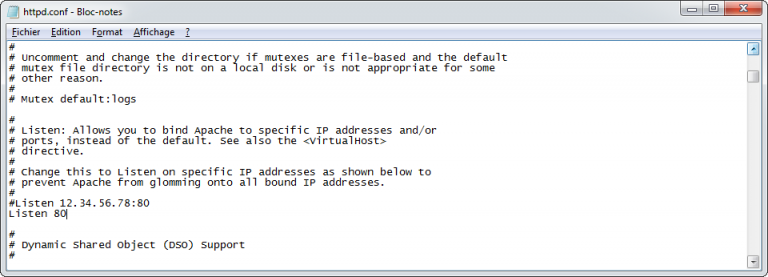 httpd.conf - Bloc-notes
Fichier Edition Format Affichage ?
#
# Uncomment and change the directory if mutexes are file-based and the default
# mutex file directory is not on a local disk or is not appropriate for some
# other reason.
#
# Mutex default:logs

#
# Listen: Allows you to bind Apache to specific IP addresses and/or
# ports, instead of the default. See also the <VirtualHost>
# directive.
#
# Change this to Listen on specific IP addresses as shown below to
# prevent Apache from glomming onto all bound IP addresses.
#
#Listen 12.34.56.78:80
Listen 80

#
# Dynamic Shared Object (DSO) Support
#